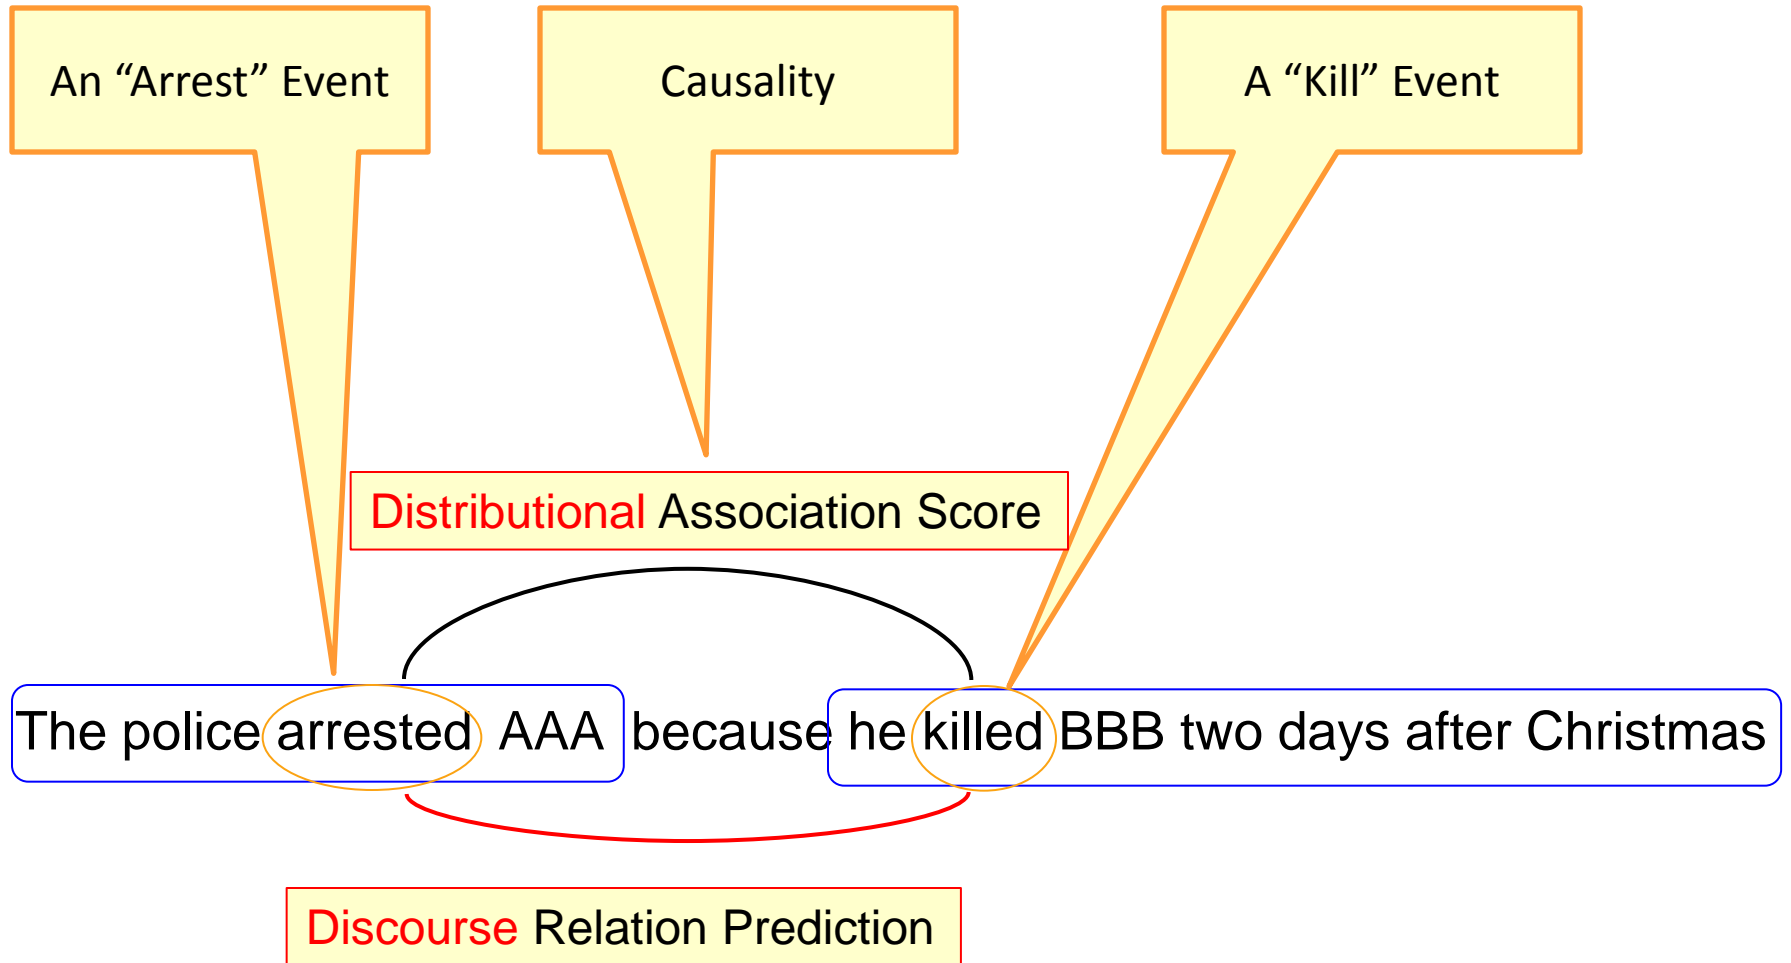 An “Arrest” Event
Causality
A “Kill” Event
Distributional Association Score
The police arrested AAA because he killed BBB two days after Christmas
Discourse Relation Prediction